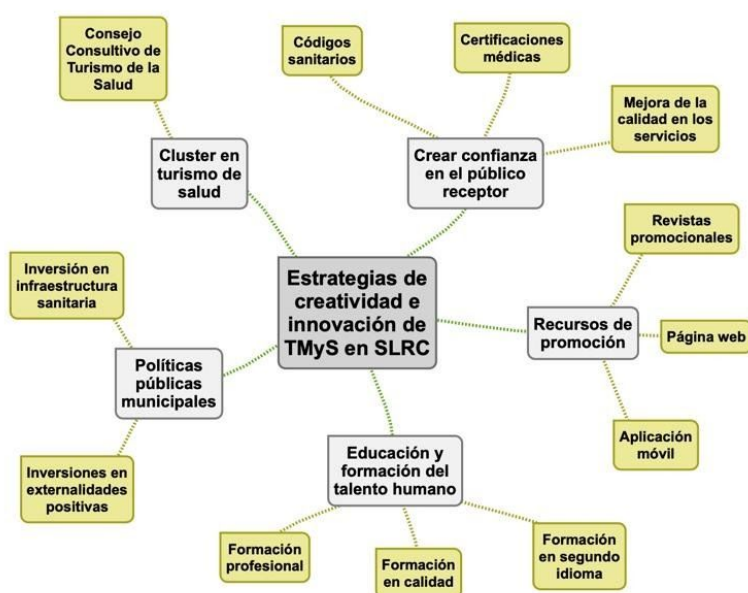 Consejo
Consultivo de
Turismo de la
Salud
Códigos
sanitarios
Certificaciones
médicas
Mejora de la
calidad en los
servicios
Cluster en
turismo de
salud
Crear confianza
en el público
receptor
Revistas
promocionales
Inversión en
infraestructura
sanitaria
Estrategias de
creatividad e
innovación de
TMyS en SLRC
Recursos de
promoción
Página web
Políticas
públicas
municipales
Aplicación
móvil
Inversiones en
externalidades
positivas
Educación y
formación del
talento humano
Formación
profesional
Formación
en calidad
Formación
en segundo
idioma